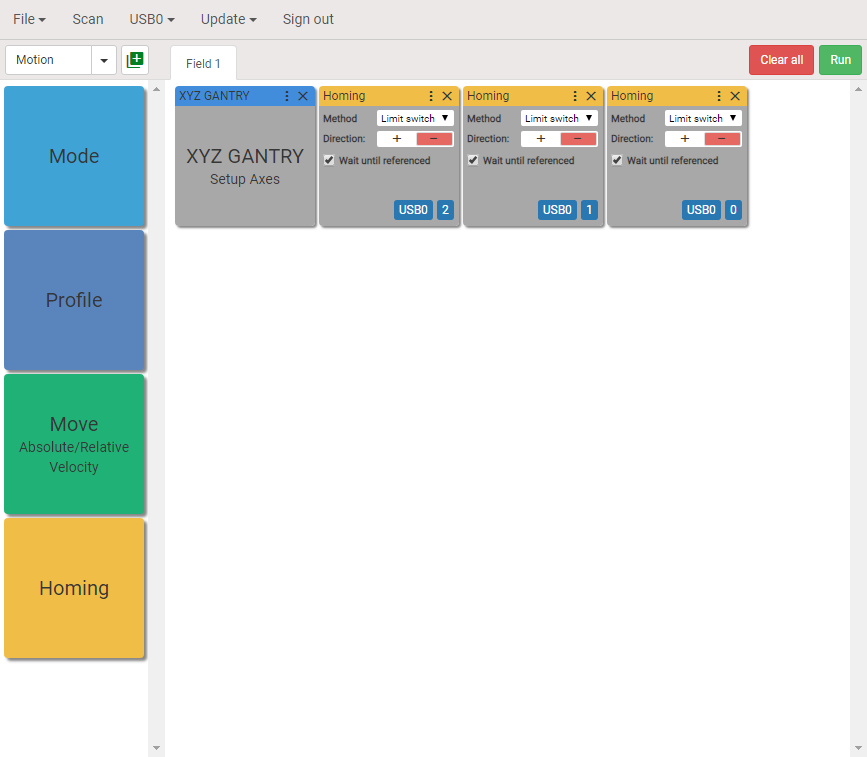 File Scan USB0 Update Sign out
Motion Field 1 Clear all Run
Mode
Profile
Move
Absolute/Relative
Velocity
Homing
XYZ GANTRY
XYZ GANTRY
Setup Axes
Homing
Method Limit switch
Direction: + −
Wait until referenced
USB0 2
Homing
Method Limit switch
Direction: + −
Wait until referenced
USB0 1
Homing
Method Limit switch
Direction: + −
Wait until referenced
USB0 0